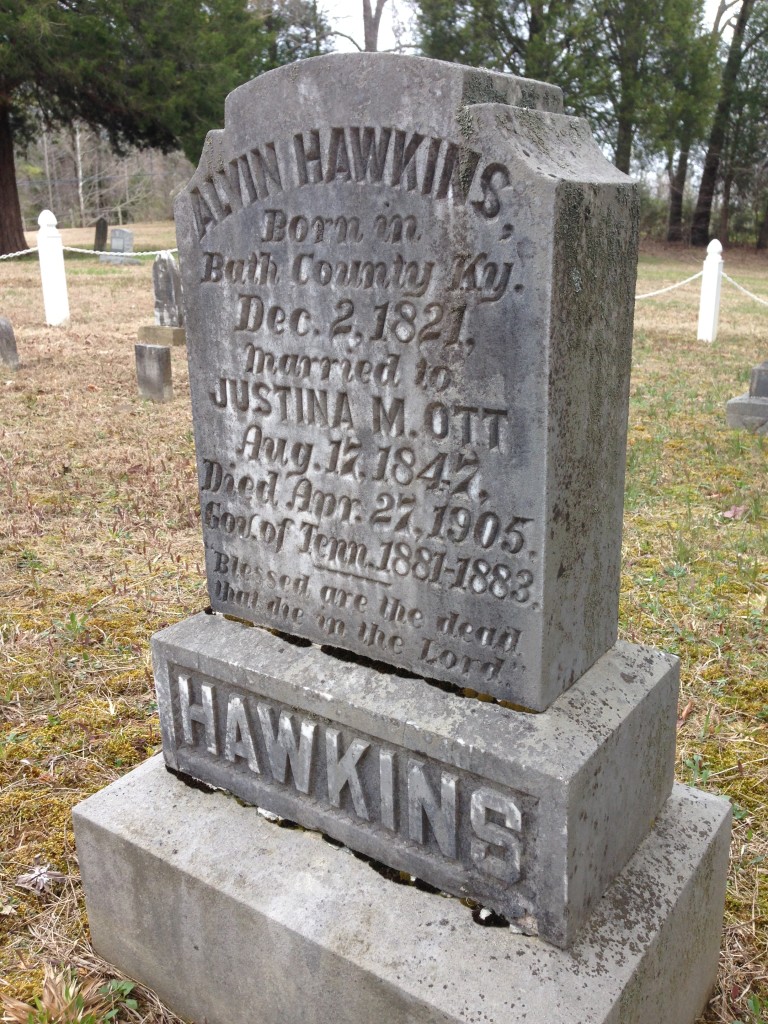 ALVIN HAWKINS,
Born in
Bath County Ky.
Dec. 2, 1821,
Married to
JUSTINA M. OTT
Aug. 17, 1847,
Died Apr. 27, 1905.
Gov. of Tenn. 1881-1883.
"Blessed are the dead
that die in the Lord."
HAWKINS